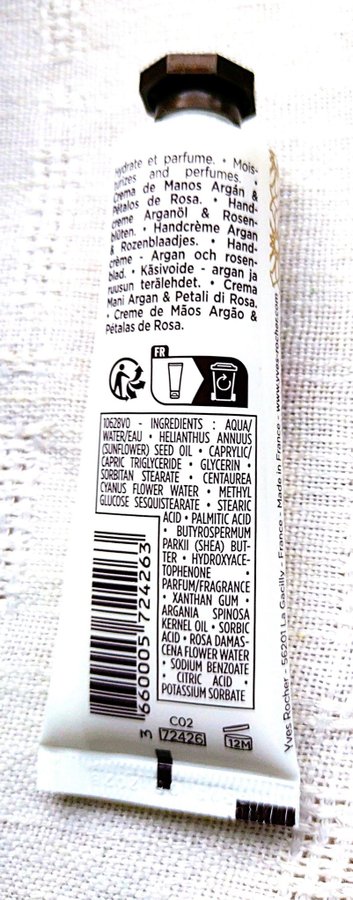 Hydrate et parfume. • Mois-
turizes and perfumes. •
Crema de Manos Argán &
Pétalos de Rosa. • Hand-
creme Arganöl & Rosen-
blüten. • Handcrème Argan
& Rozenblaadjes. • Hand-
crème - Argan och rosen-
blad. • Käsivoide - argan ja
ruusun terälehdet. • Crema
Mani Argan & Petali di Rosa.
• Creme de Mãos Argão &
Pétalas de Rosa.
FR
10628V0 - INGREDIENTS : AQUA/
WATER/EAU • HELIANTHUS ANNUUS
(SUNFLOWER) SEED OIL • CAPRYLIC/
CAPRIC TRIGLYCERIDE • GLYCERIN •
SORBITAN STEARATE • CENTAUREA
CYANUS FLOWER WATER • METHYL
GLUCOSE SESQUISTEARATE • STEARIC
ACID • PALMITIC ACID
• BUTYROSPERMUM
PARKII (SHEA) BUT-
TER • HYDROXYACE-
TOPHENONE •
PARFUM/FRAGRANCE
• XANTHAN GUM •
ARGANIA SPINOSA
KERNEL OIL • SORBIC
ACID • ROSA DAMAS-
CENA FLOWER WATER
• SODIUM BENZOATE
CITRIC ACID •
POTASSIUM SORBATE
3 660005 724263
C02
72426
12M
Yves Rocher - 56201 La Gacilly - France - Made in France - www.yves-rocher.com